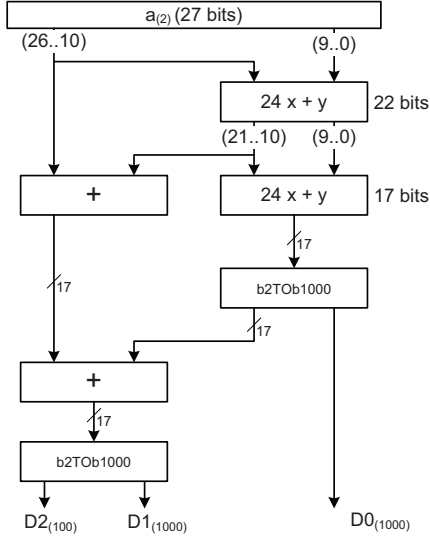 a(2) (27 bits)
(26..10) (9..0)
24 x + y 22 bits
(21..10) (9..0)
+ 24 x + y 17 bits
17
17
b2TOb1000
17
+
17
b2TOb1000
D2(100) D1(1000) D0(1000)